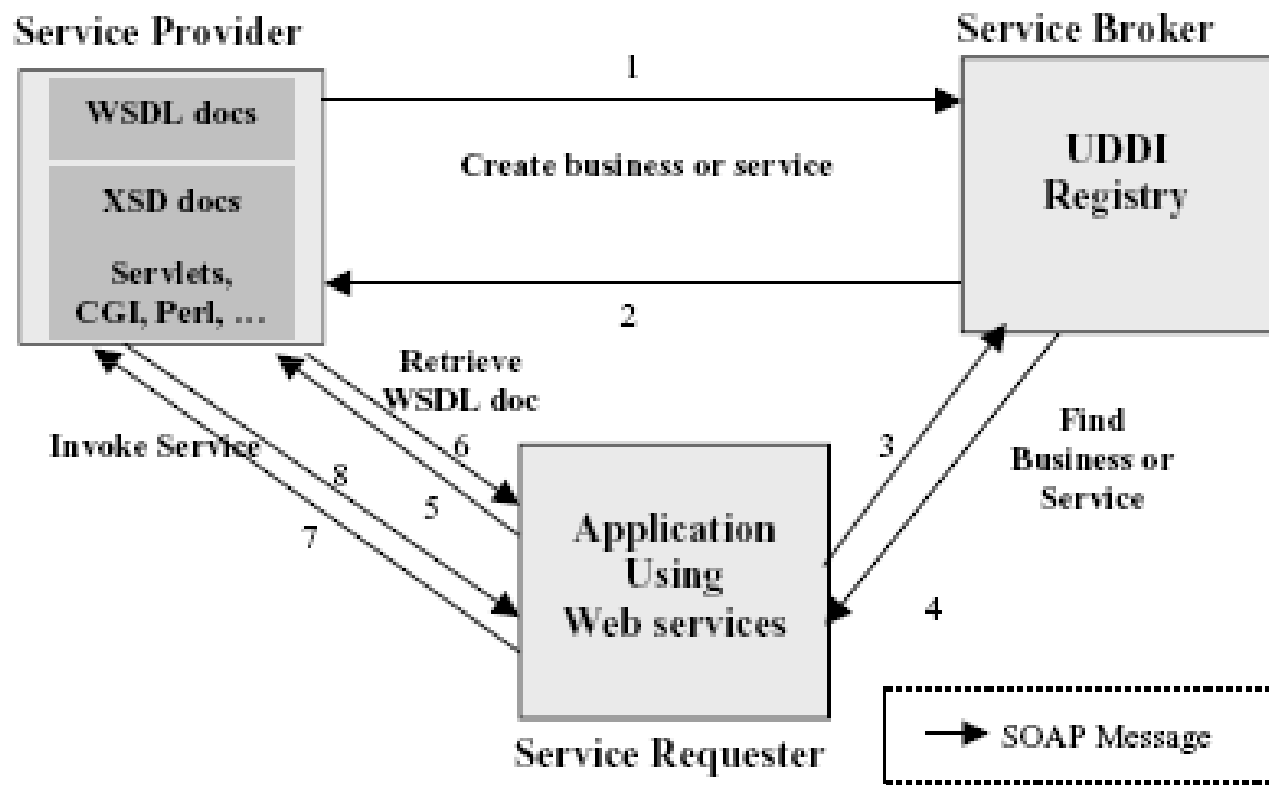 Service Provider
Service Broker
WSDL docs
XSD docs
Servlets,
CGI, Perl, …
1
Create business or service
2
UDDI
Registry
Retrieve
WSDL doc
Invoke Service
6
5
8
7
3
4
Find
Business or
Service
Application
Using
Web services
Service Requester
SOAP Message